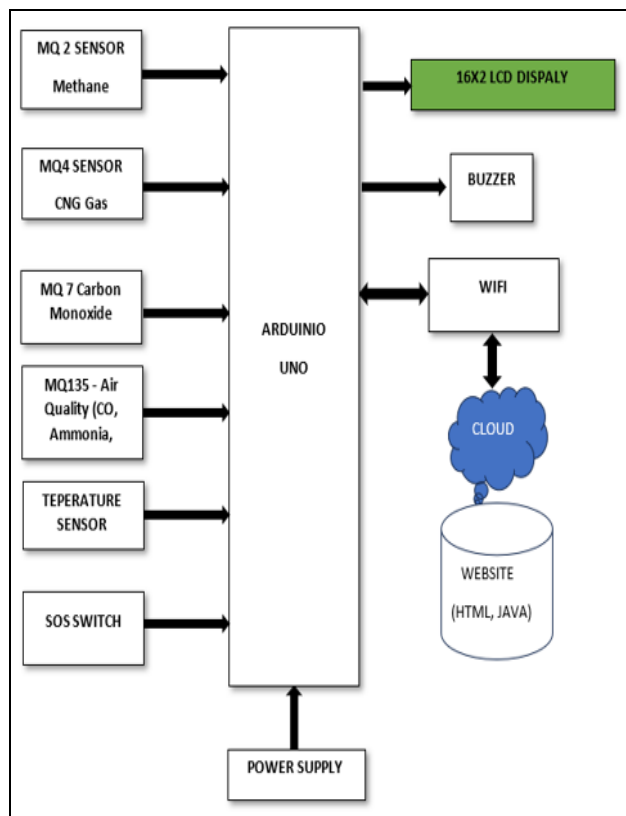 MQ 2 SENSOR
Methane
MQ4 SENSOR
CNG Gas
MQ 7 Carbon
Monoxide
MQ135 - Air
Quality (CO,
Ammonia,
TEPERATURE
SENSOR
SOS SWITCH
ARDUINIO
UNO
POWER SUPPLY
16X2 LCD DISPALY
BUZZER
WIFI
CLOUD
WEBSITE
(HTML, JAVA)